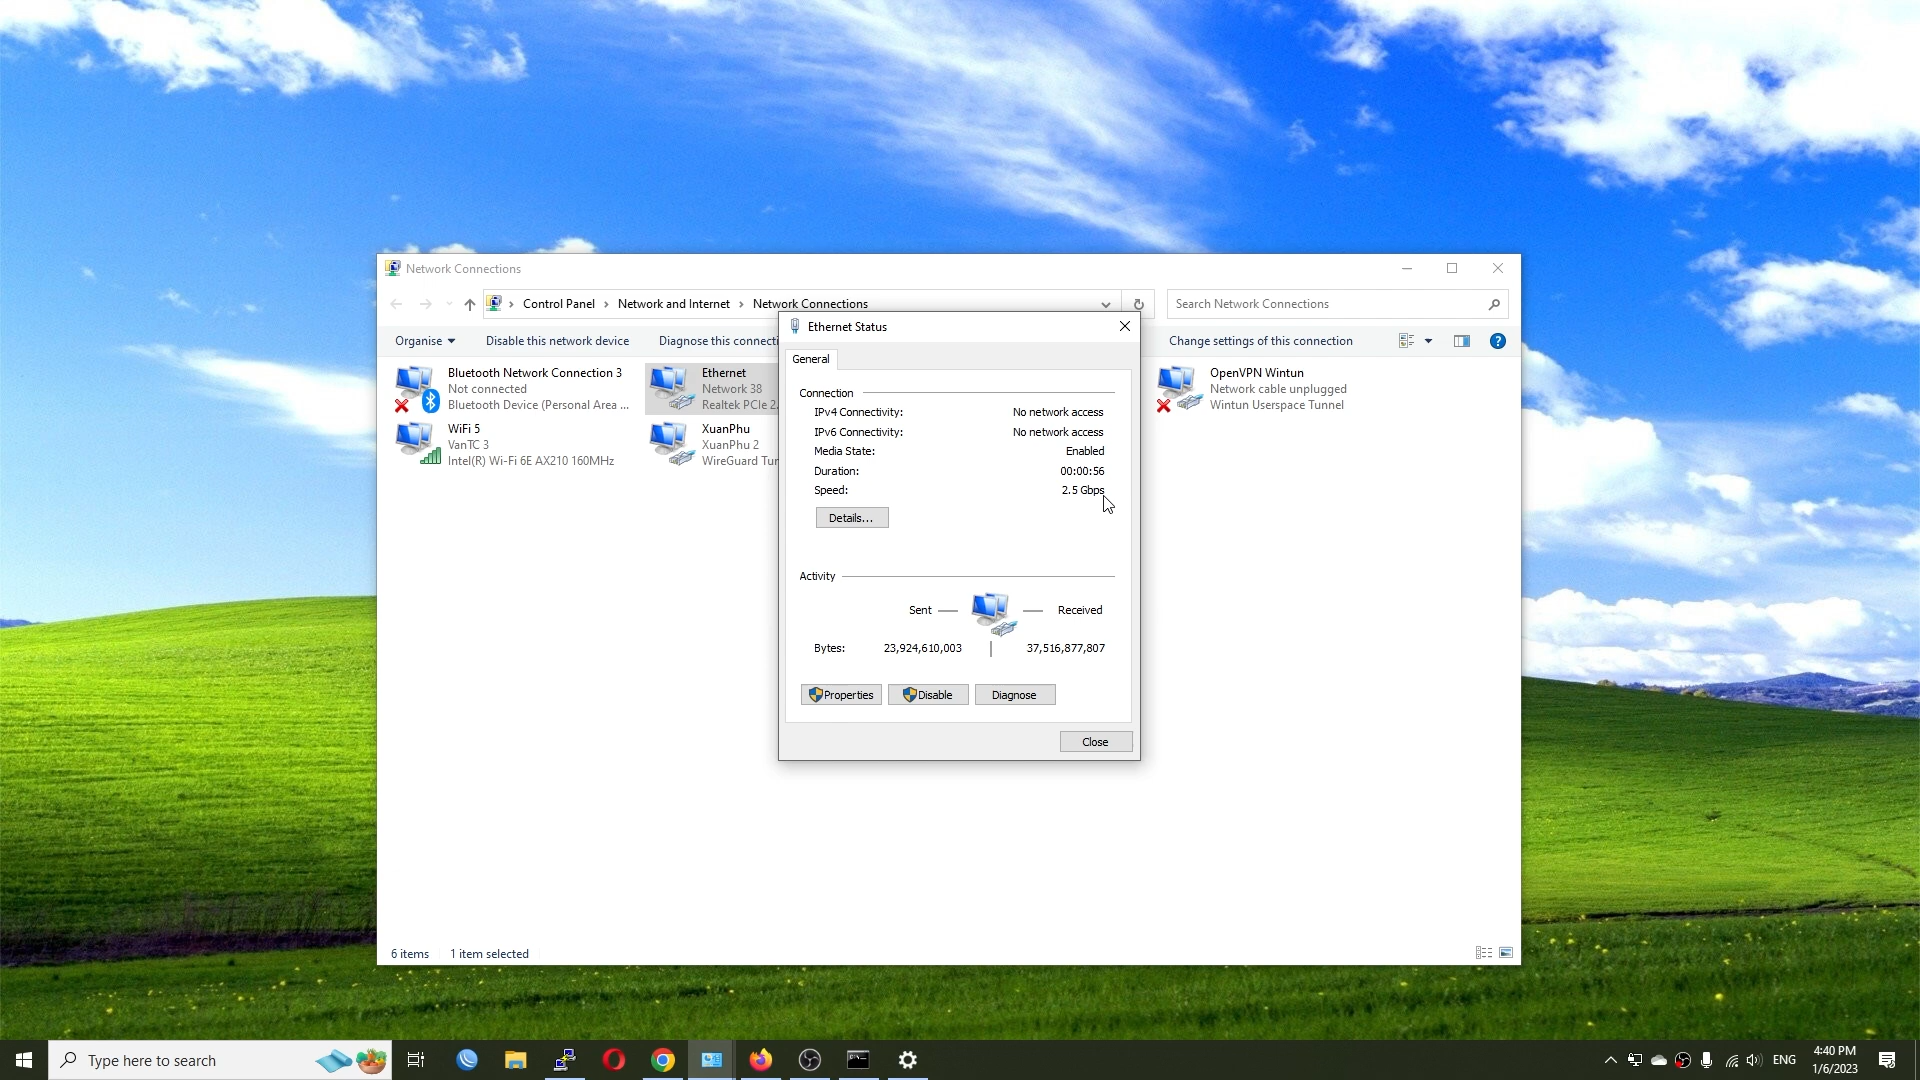 Network Connections
Control Panel > Network and Internet > Network Connections
Search Network Connections
Organise
Disable this network device
Diagnose this connecti
Change settings of this connection
Bluetooth Network Connection 3
Not connected
Bluetooth Device (Personal Area ...
Ethernet
Network 38
Realtek PCIe 2.
OpenVPN Wintun
Network cable unplugged
Wintun Userspace Tunnel
WiFi 5
VanTC 3
Intel(R) Wi-Fi 6E AX210 160MHz
XuanPhu
XuanPhu 2
WireGuard Tun
Ethernet Status
General
Connection
IPv4 Connectivity: No network access
IPv6 Connectivity: No network access
Media State: Enabled
Duration: 00:00:56
Speed: 2.5 Gbps
Details...
Activity
Sent — Received
Bytes: 23,924,610,003 | 37,516,877,807
Properties
Disable
Diagnose
Close
6 items
1 item selected
Type here to search
ENG
4:40 PM
1/6/2023